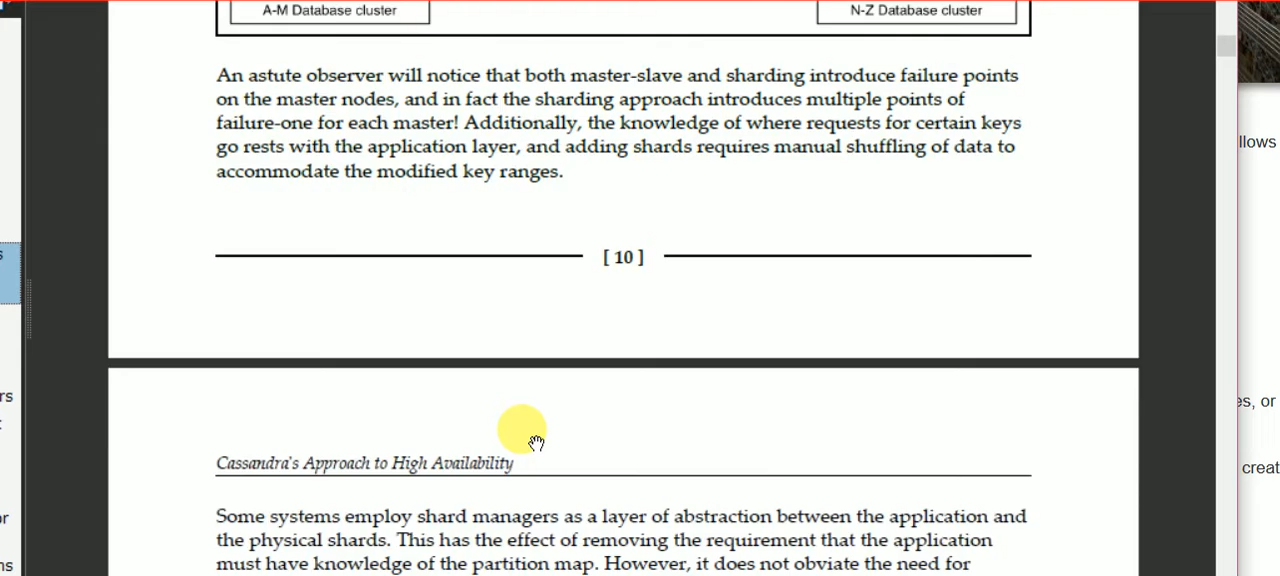 A-M Database cluster
N-Z Database cluster
An astute observer will notice that both master-slave and sharding introduce failure points
on the master nodes, and in fact the sharding approach introduces multiple points of
failure-one for each master! Additionally, the knowledge of where requests for certain keys
go rests with the application layer, and adding shards requires manual shuffling of data to
accommodate the modified key ranges.
[ 10 ]
Cassandra's Approach to High Availability
Some systems employ shard managers as a layer of abstraction between the application and
the physical shards. This has the effect of removing the requirement that the application
must have knowledge of the partition map. However, it does not obviate the need for
llows
es, or
creat